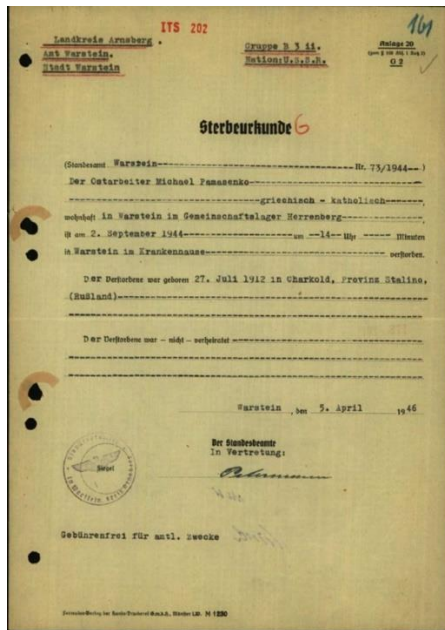 ITS 202
161
Landkreis Arnsberg.
Amt Warstein.
Stadt Warstein
Gruppe B 3 ii.
Nation:U.S.S.R.
Anlage 20
G 2
Sterbeurkunde G
(Standesamt Warstein Nr. 73/1944 )
Der Ostarbeiter Michael Pamasenko
griechisch - katholisch
wohnhaft in Warstein im Gemeinschaftslager Herrenberg
ist am 2. September 1944 um 14 Uhr Minuten
in Warstein im Krankenhause verstorben.
Der Verstorbene war geboren 27. Juli 1912 in Charkold, Provinz Stalino,
(Rußland)
Der Verstorbene war – nicht – verheiratet
Warstein, den 5. April 1946
Der Standesbeamte
In Vertretung:
Siegel
Gebührenfrei für amtl. Zwecke